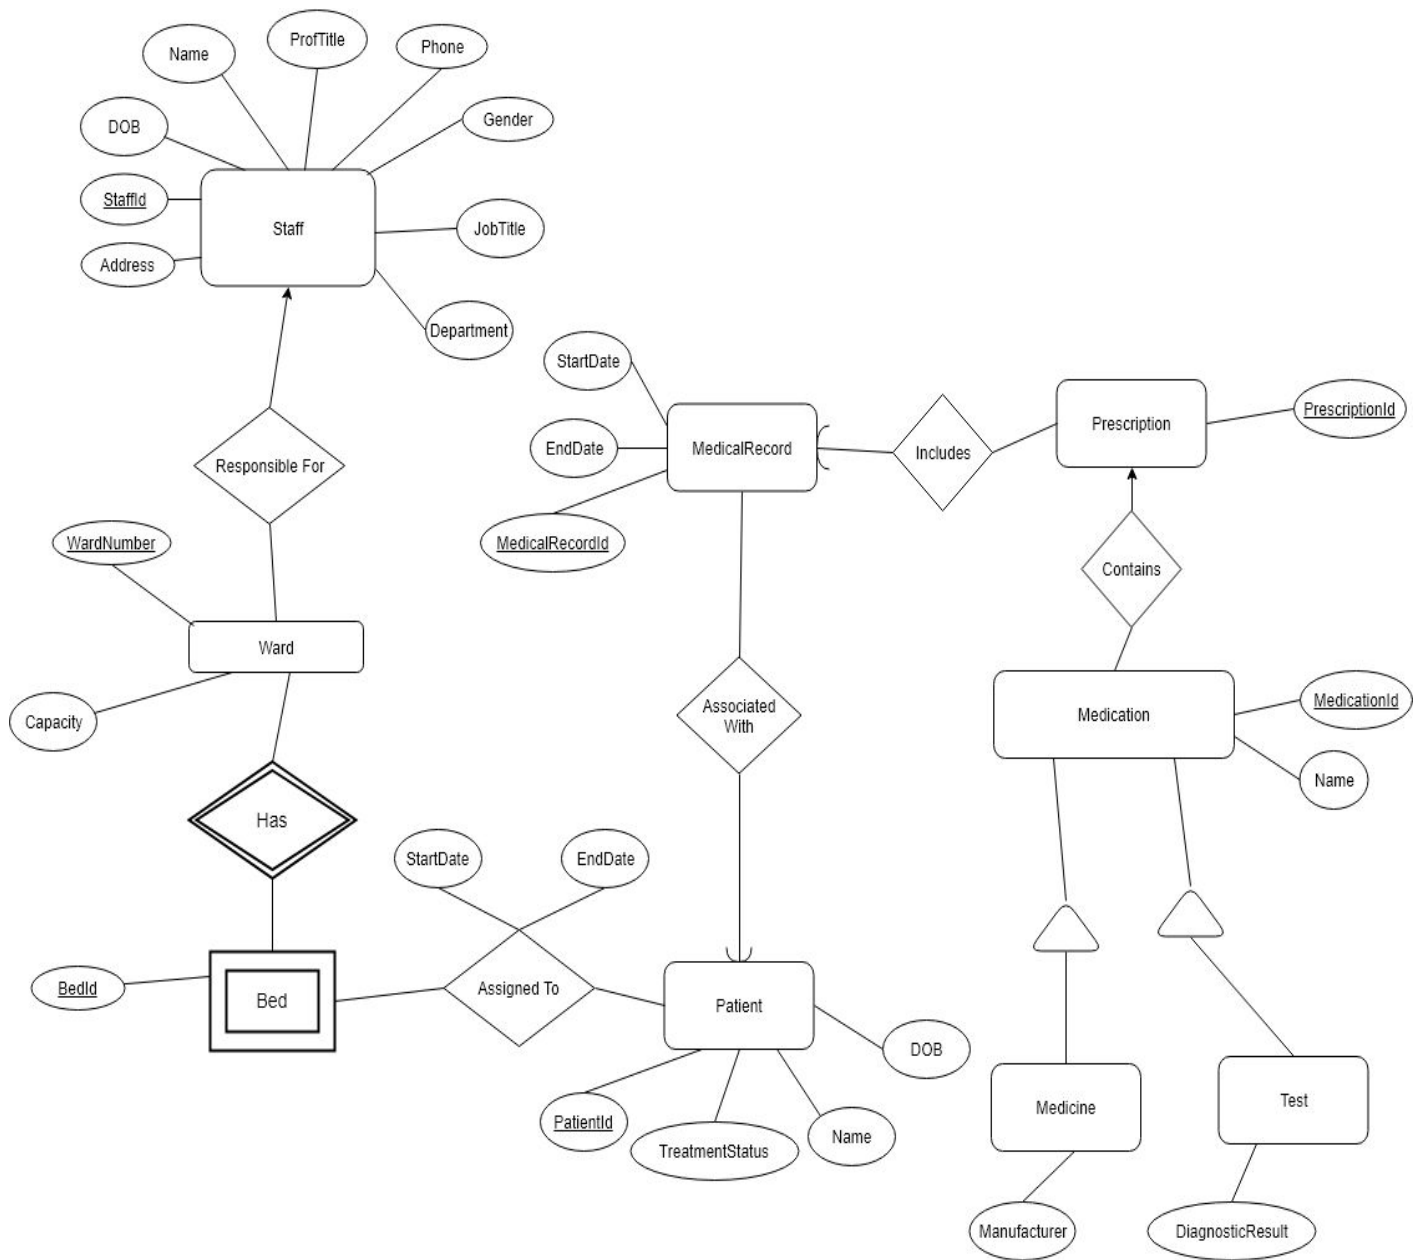 ProfTitle
Phone
Name
Gender
DOB
StaffId
Staff
JobTitle
Address
Department
StartDate
PrescriptionId
Prescription
EndDate
MedicalRecord
Includes
Responsible For
WardNumber
MedicalRecordId
Contains
Ward
MedicationId
Associated
With
Medication
Capacity
Name
Has
StartDate
EndDate
BedId
Bed
Assigned To
Patient
DOB
Medicine
Test
PatientId
Name
TreatmentStatus
Manufacturer
DiagnosticResult